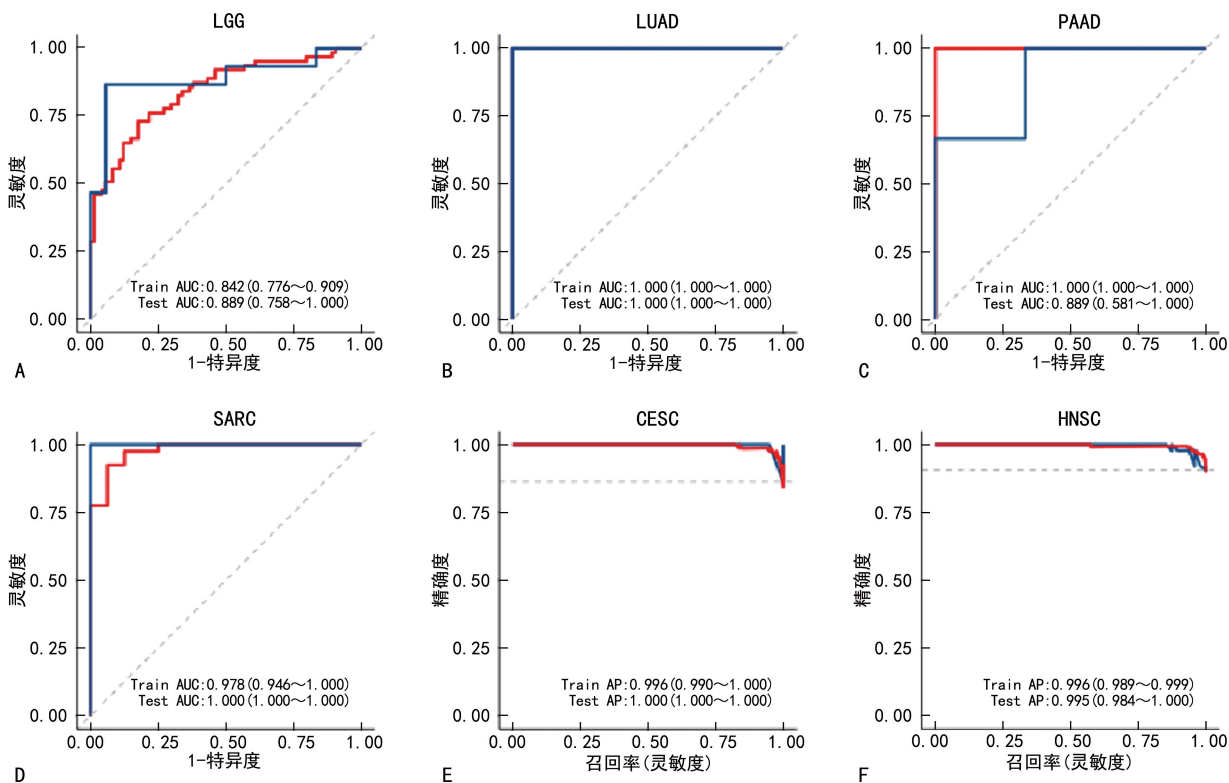 LGG
1.00
0.75
0.50
0.25
0.00
灵敏度
Train AUC:0.842(0.776～0.909)
Test AUC:0.889(0.758～1.000)
0.00 0.25 0.50 0.75 1.00
1-特异度
A
LUAD
1.00
0.75
0.50
0.25
0.00
灵敏度
Train AUC:1.000(1.000～1.000)
Test AUC:1.000(1.000～1.000)
0.00 0.25 0.50 0.75 1.00
1-特异度
B
PAAD
1.00
0.75
0.50
0.25
0.00
灵敏度
Train AUC:1.000(1.000～1.000)
Test AUC:0.889(0.581～1.000)
0.00 0.25 0.50 0.75 1.00
1-特异度
C
SARC
1.00
0.75
0.50
0.25
0.00
灵敏度
Train AUC:0.978(0.946～1.000)
Test AUC:1.000(1.000～1.000)
0.00 0.25 0.50 0.75 1.00
1-特异度
D
CESC
1.00
0.75
0.50
0.25
0.00
精确度
Train AP:0.996(0.990～1.000)
Test AP:1.000(1.000～1.000)
0.00 0.25 0.50 0.75 1.00
召回率(灵敏度)
E
HNSC
1.00
0.75
0.50
0.25
0.00
精确度
Train AP:0.996(0.989～0.999)
Test AP:0.995(0.984～1.000)
0.00 0.25 0.50 0.75 1.00
召回率(灵敏度)
F